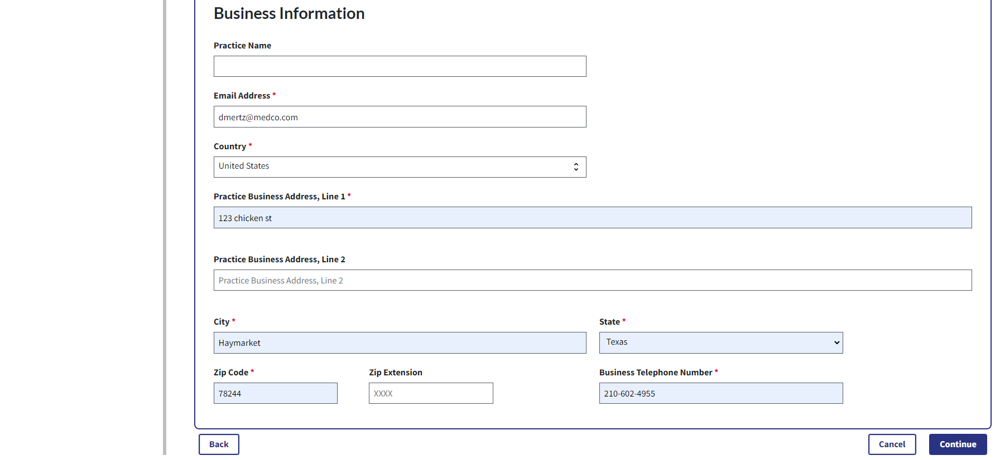 Business Information
Practice Name
Email Address *
dmertz@medco.com
Country *
United States
Practice Business Address, Line 1 *
123 chicken st
Practice Business Address, Line 2
Practice Business Address, Line 2
City * State *
Haymarket Texas
Zip Code * Zip Extension Business Telephone Number *
78244 XXXX 210-602-4955
Back Cancel Continue